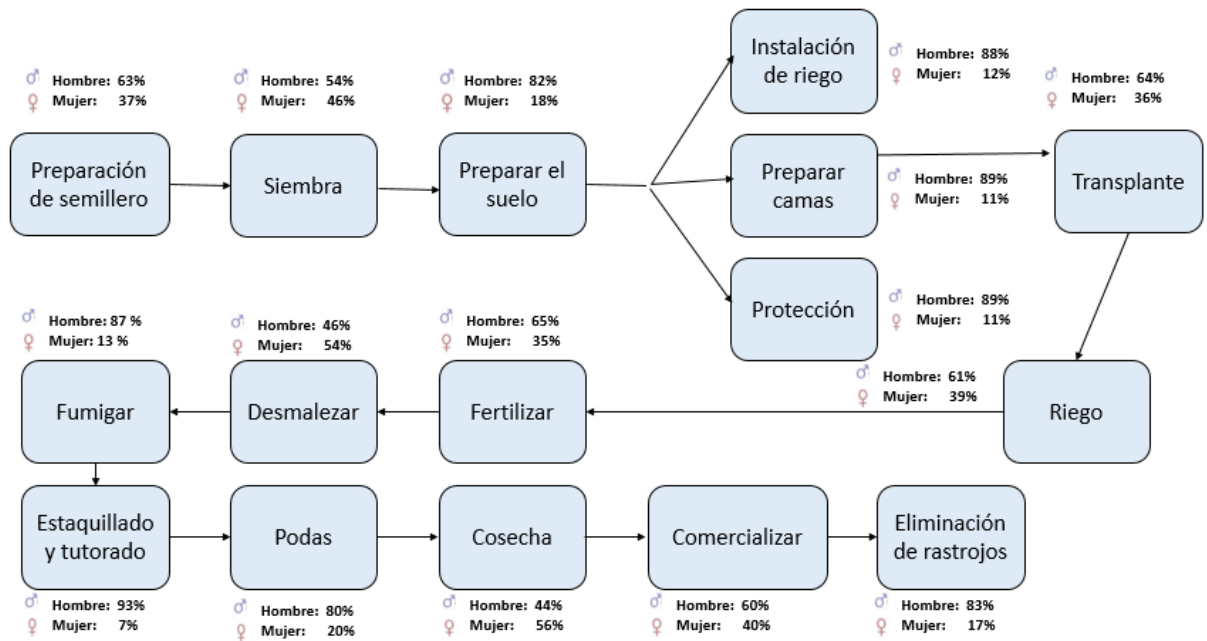 Hombre: 63%
Mujer: 37%
Preparación
de semillero
Hombre: 54%
Mujer: 46%
Siembra
Hombre: 82%
Mujer: 18%
Preparar el
suelo
Instalación
de riego
Hombre: 88%
Mujer: 12%
Preparar
camas
Hombre: 89%
Mujer: 11%
Protección
Hombre: 89%
Mujer: 11%
Hombre: 64%
Mujer: 36%
Transplante
Hombre: 61%
Mujer: 39%
Riego
Hombre: 65%
Mujer: 35%
Fertilizar
Hombre: 46%
Mujer: 54%
Desmalezar
Hombre: 87 %
Mujer: 13 %
Fumigar
Estaquillado
y tutorado
Hombre: 93%
Mujer: 7%
Podas
Hombre: 80%
Mujer: 20%
Cosecha
Hombre: 44%
Mujer: 56%
Comercializar
Hombre: 60%
Mujer: 40%
Eliminación
de rastrojos
Hombre: 83%
Mujer: 17%